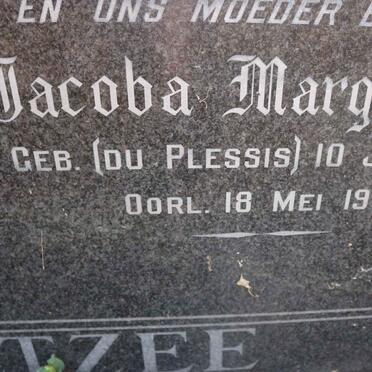 EN ONS MOEDER
Jacoba Marg
GEB. (DU PLESSIS) 10 J
OORL. 18 MEI 19
TZEE